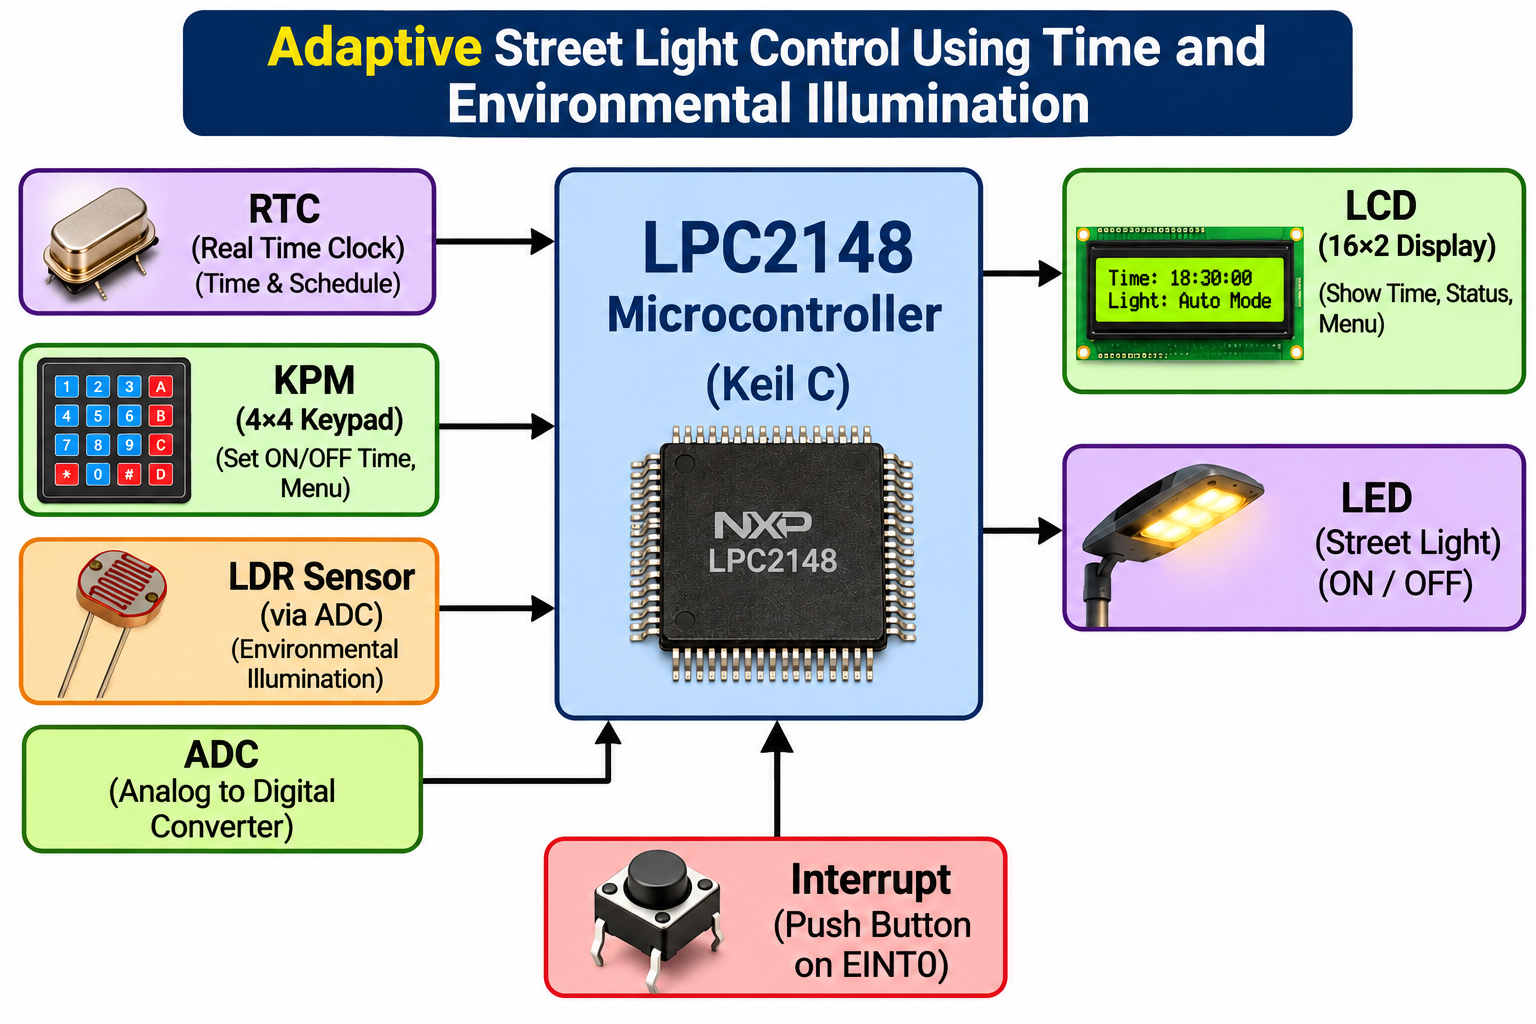 Adaptive Street Light Control Using Time and
Environmental Illumination
RTC
(Real Time Clock)
(Time & Schedule)
1 2 3 A
4 5 6 B
7 8 9 C
* 0 # D
KPM
(4×4 Keypad)
(Set ON/OFF Time,
Menu)
LDR Sensor
(via ADC)
(Environmental
Illumination)
ADC
(Analog to Digital
Converter)
LPC2148
Microcontroller
(Keil C)
NXP
LPC2148
Interrupt
(Push Button
on EINT0)
Time: 18:30:00
Light: Auto Mode
LCD
(16×2 Display)
(Show Time, Status,
Menu)
LED
(Street Light)
(ON / OFF)